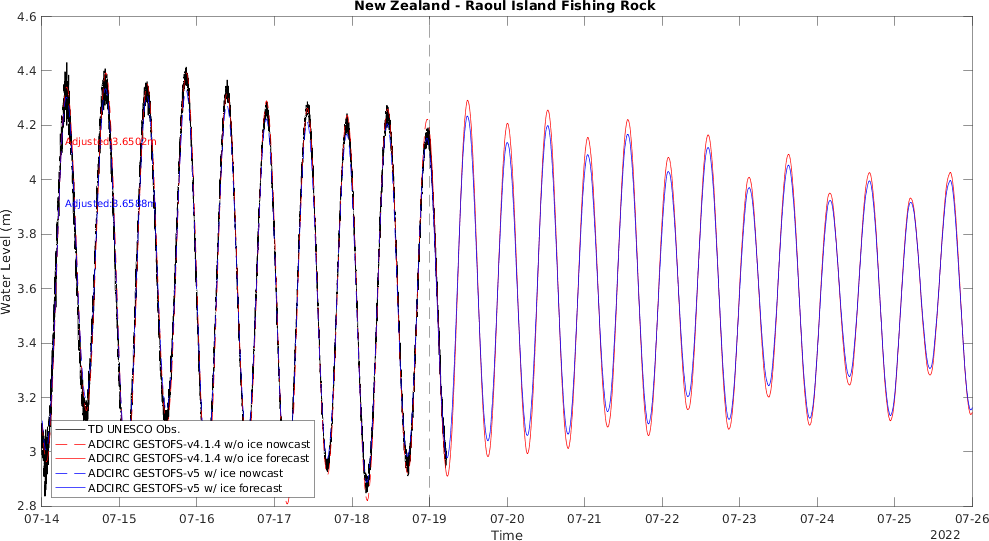 New Zealand - Raoul Island Fishing Rock
4.6
4.4
4.2
4
3.8
3.6
3.4
3.2
3
2.8
Water Level (m)
Adjusted:3.6502m
Adjusted:3.6588m
TD UNESCO Obs.
ADCIRC GESTOFS-v4.1.4 w/o ice nowcast
ADCIRC GESTOFS-v4.1.4 w/o ice forecast
ADCIRC GESTOFS-v5 w/ ice nowcast
ADCIRC GESTOFS-v5 w/ ice forecast
07-14 07-15 07-16 07-17 07-18 07-19 07-20 07-21 07-22 07-23 07-24 07-25 07-26
Time
2022